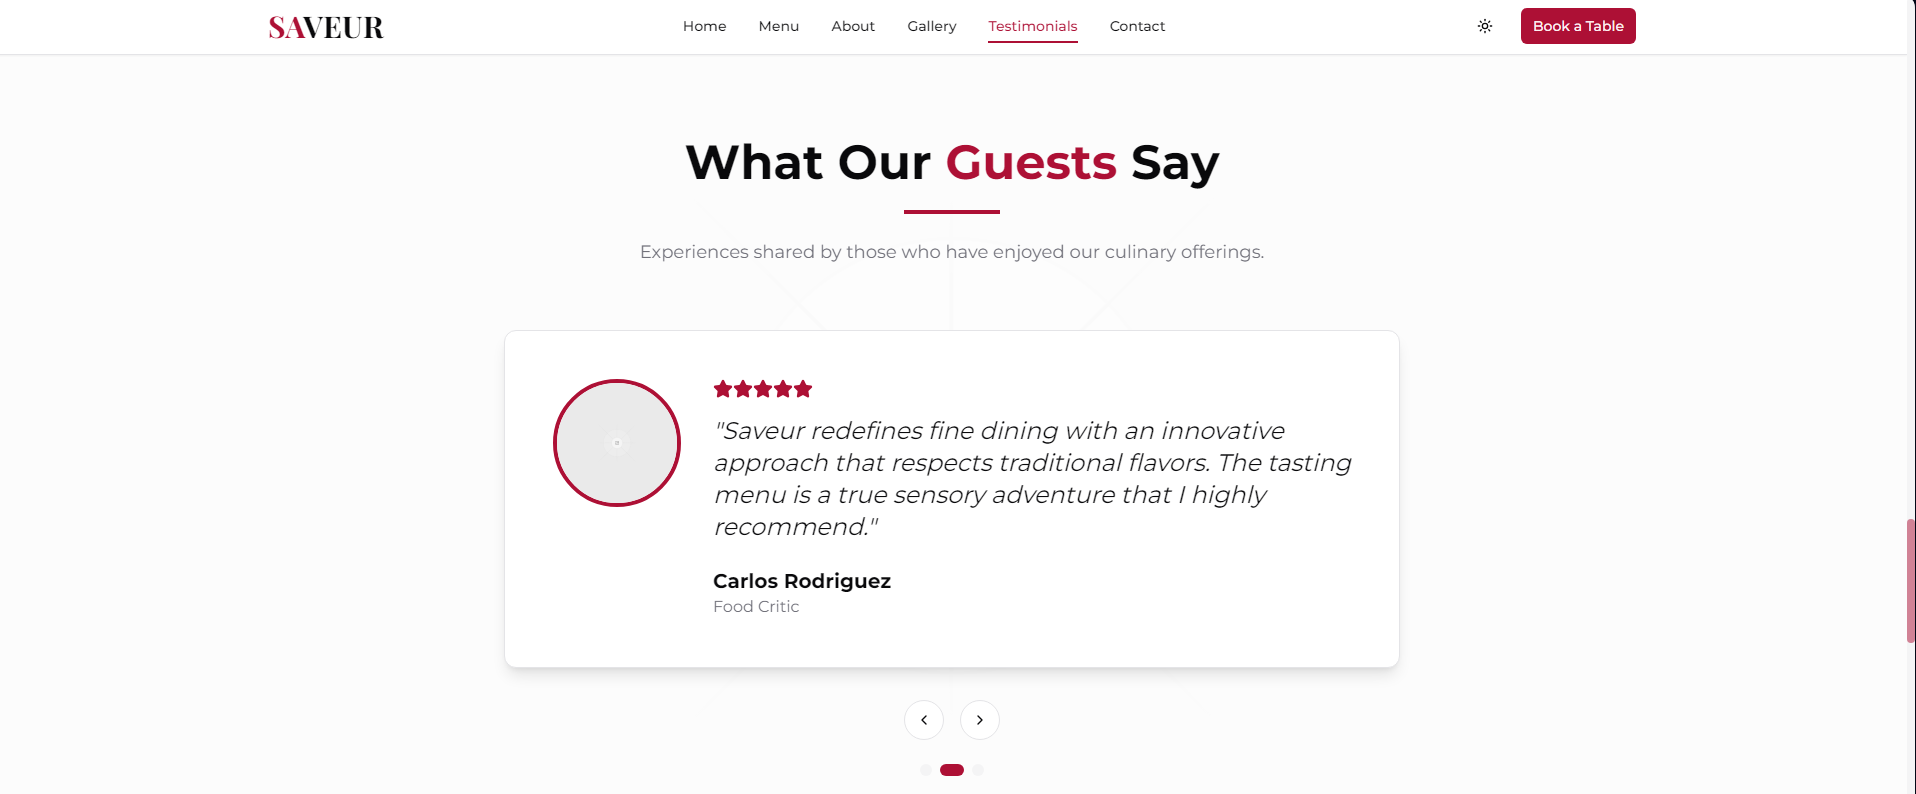 SAVEUR
Home
Menu
About
Gallery
Testimonials
Contact
Book a Table
What Our Guests Say
Experiences shared by those who have enjoyed our culinary offerings.
"Saveur redefines fine dining with an innovative
approach that respects traditional flavors. The tasting
menu is a true sensory adventure that I highly
recommend."
Carlos Rodriguez
Food Critic